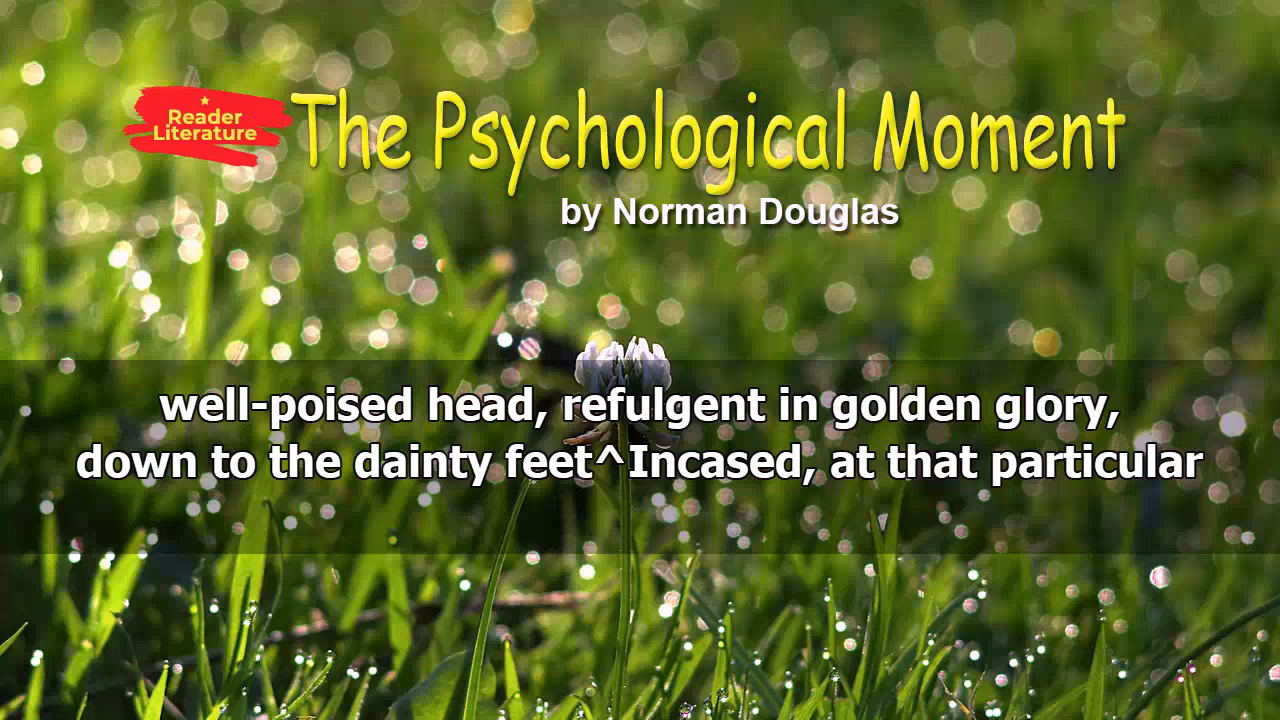 Reader
Literature
The Psychological Moment
by Norman Douglas
well-poised head, refulgent in golden glory,
down to the dainty feet^Incased, at that particular